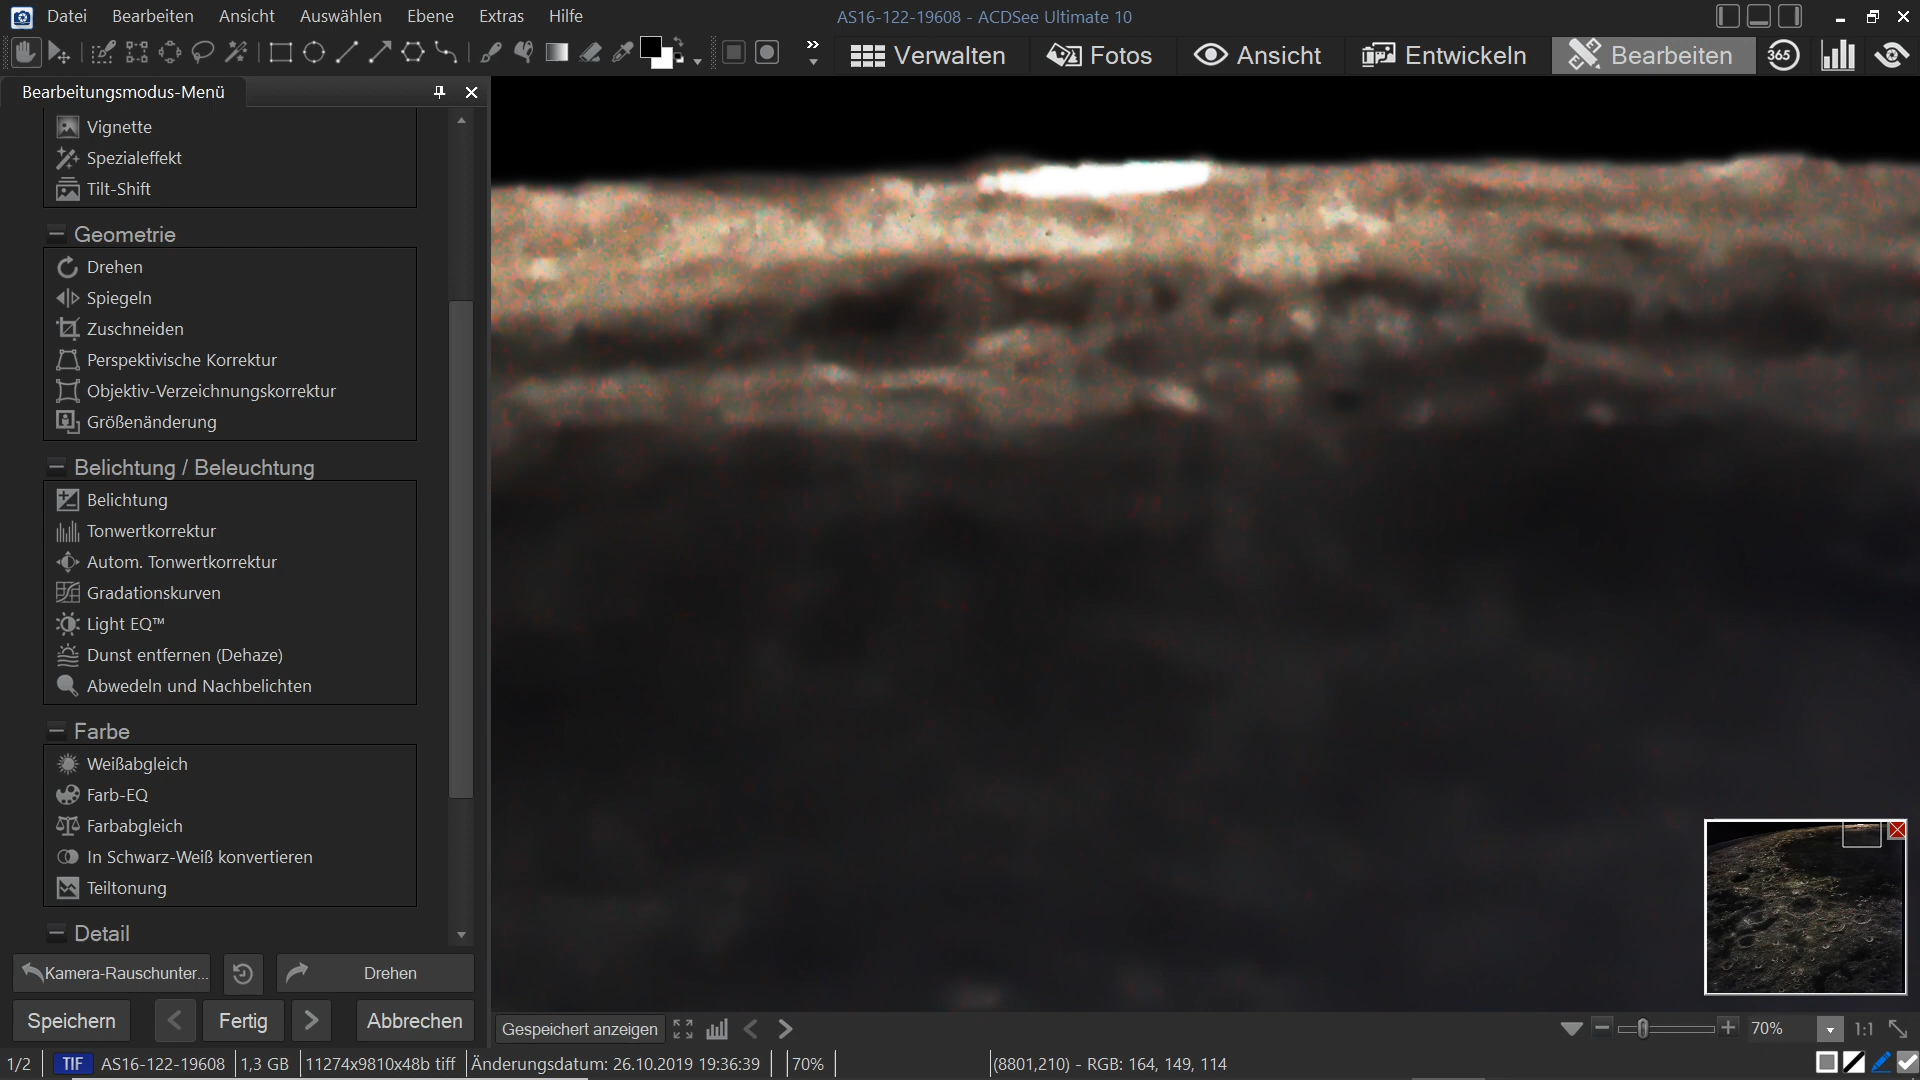 Datei Bearbeiten Ansicht Auswählen Ebene Extras Hilfe AS16-122-19608 - ACDSee Ultimate 10
Verwalten Fotos Ansicht Entwickeln Bearbeiten 365
Bearbeitungsmodus-Menü
Vignette
Spezialeffekt
Tilt-Shift
Geometrie
Drehen
Spiegeln
Zuschneiden
Perspektivische Korrektur
Objektiv-Verzeichnungskorrektur
Größenänderung
Belichtung / Beleuchtung
Belichtung
Tonwertkorrektur
Autom. Tonwertkorrektur
Gradationskurven
Light EQ™
Dunst entfernen (Dehaze)
Abwedeln und Nachbelichten
Farbe
Weißabgleich
Farb-EQ
Farbabgleich
In Schwarz-Weiß konvertieren
Teiltonung
Detail
Kamera-Rauschunter... Drehen
Speichern Fertig Abbrechen
Gespeichert anzeigen 70% 1:1
1/2 TIF AS16-122-19608 1,3 GB 11274x9810x48b tiff Änderungsdatum: 26.10.2019 19:36:39 70% (8801,210) - RGB: 164, 149, 114